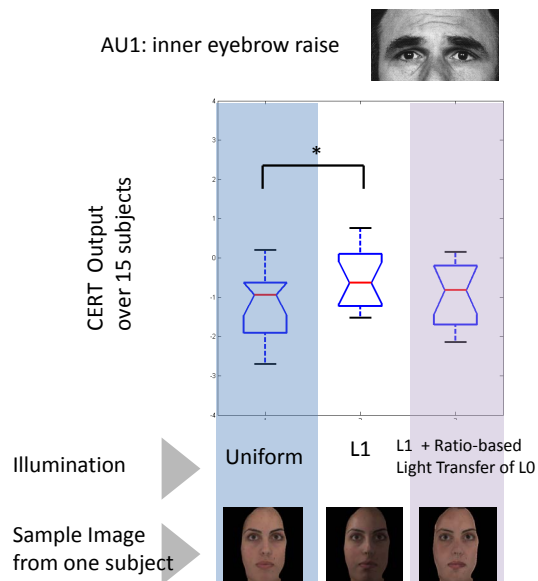 AU1: inner eyebrow raise
CERT Output
over 15 subjects
4
3
2
1
0
-1
-2
-3
-4
*
Illumination
Uniform
L1
L1 + Ratio-based
Light Transfer of L0
Sample Image
from one subject